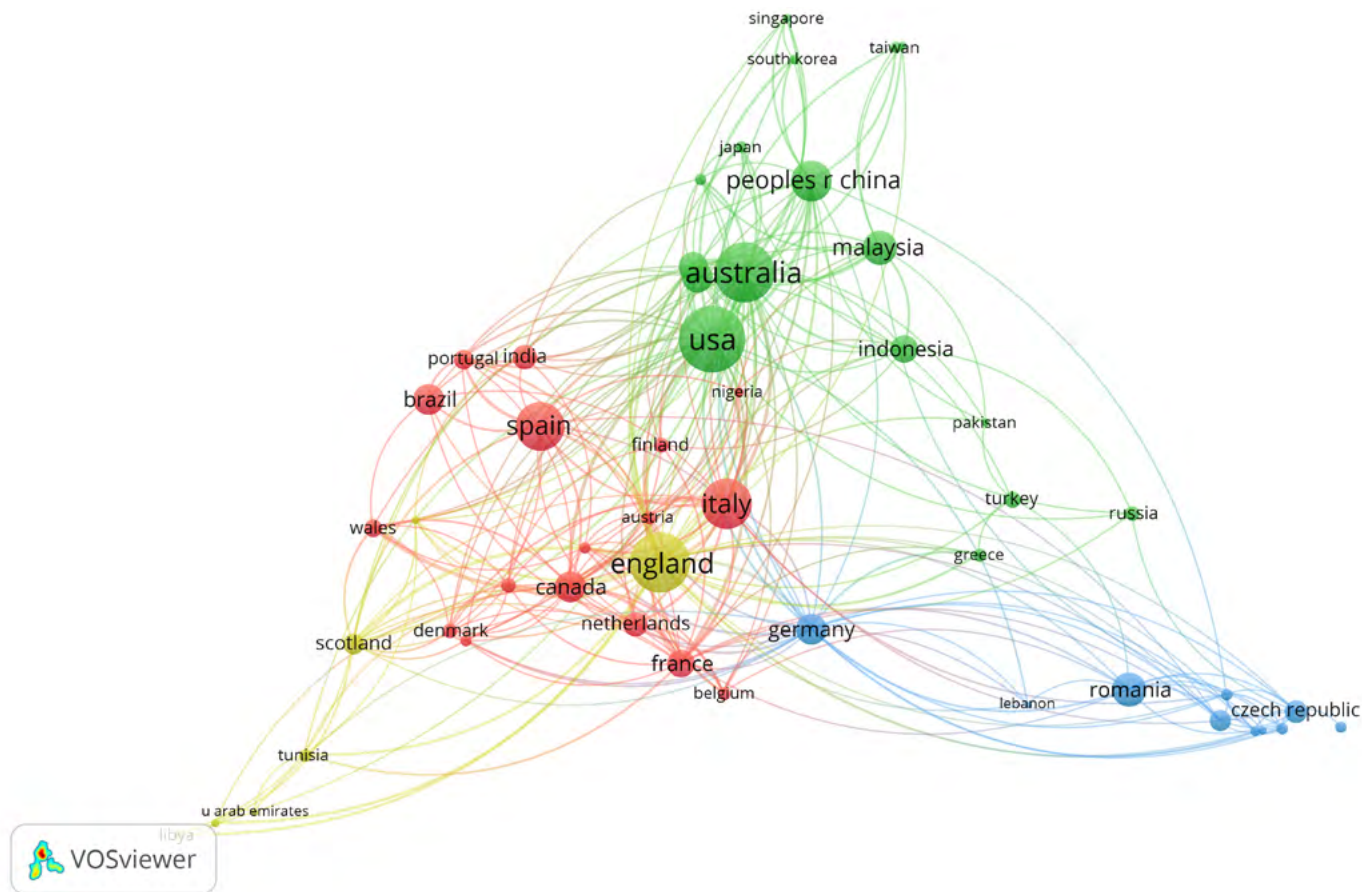 singapore
taiwan
south korea
japan
peoples r china
malaysia
australia
usa
indonesia
portugal india
nigeria
brazil
spain
pakistan
finland
turkey
italy
russia
austria
wales
greece
england
canada
netherlands
germany
denmark
scotland
france
romania
belgium
lebanon
czech republic
tunisia
u arab emirates
libya
VOSviewer